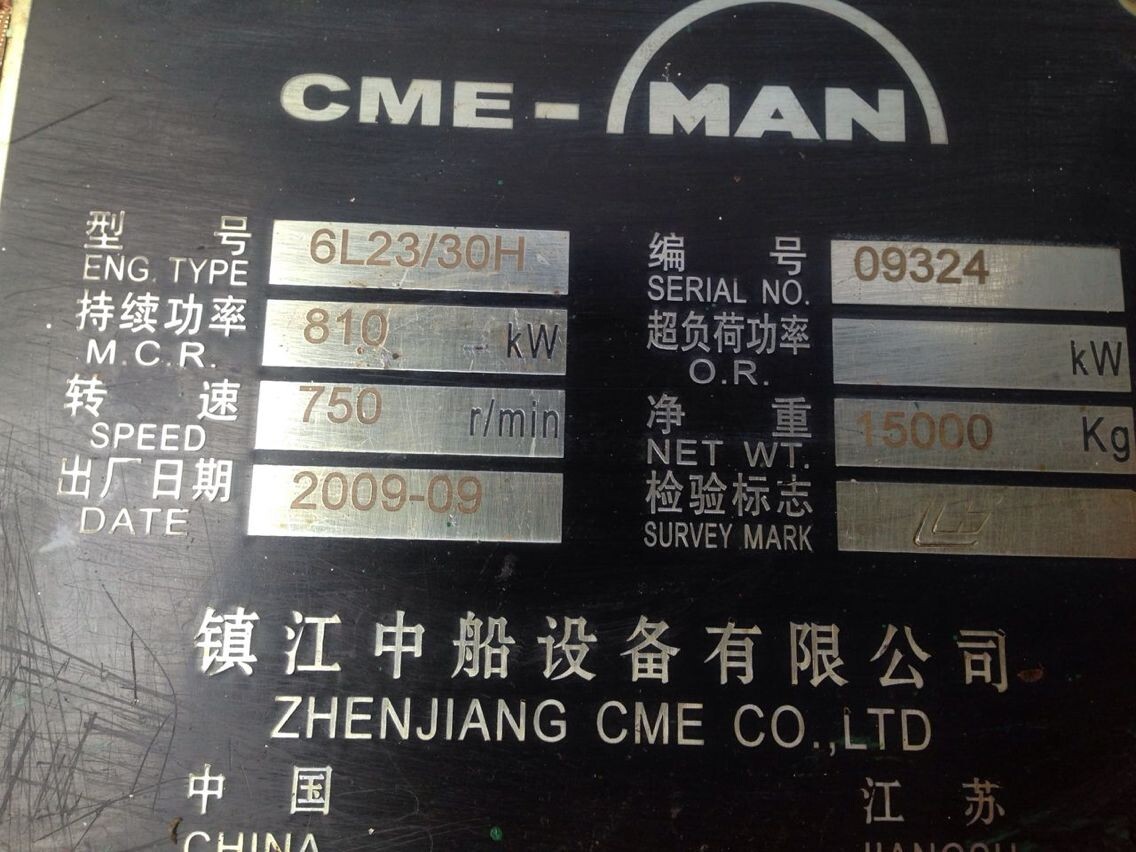 CME-MAN
型号 6L23/30H 编号 09324
ENG. TYPE SERIAL NO.
持续功率 810 kW 超负荷功率 kW
M.C.R. O.R.
转速 750 r/min 净重 15000 Kg
SPEED NET WT.
出厂日期 2009-09 检验标志
DATE SURVEY MARK
镇江中船设备有限公司
ZHENJIANG CME CO.,LTD
中国 江苏
CHINA JIANGSU